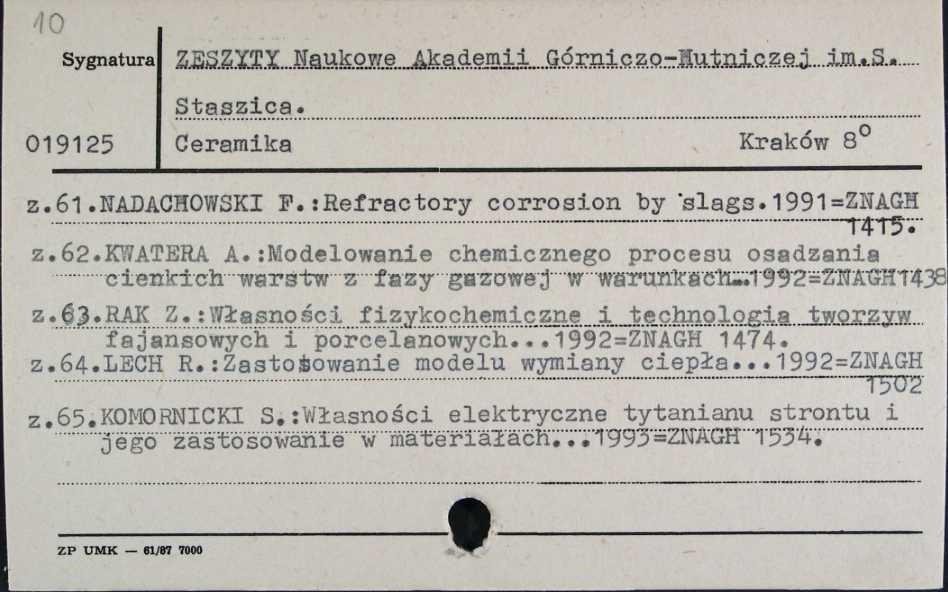 10
Sygnatura
ZESZYTY Naukowe Akademii Górniczo-Hutniczej im.S.
Staszica.
019125
Ceramika Kraków 8°
z.61.NADACHOWSKI F.:Refractory corrosion by slags.1991=ZNAGH
1415.
z.62.KWATERA A.:Modelowanie chemicznego procesu osadzania
cienkich warstw z fazy gazowej w warunkach...1992=ZNAGH1438
z.63.RAK Z.:Własności fizykochemiczne i technologia tworzyw
fajansowych i porcelanowych...1992=ZNAGH 1474.
z.64.LECH R.:Zastosowanie modelu wymiany ciepła...1992=ZNAGH
1502
z.65.KOMORNICKI S.:Własności elektryczne tytanianu strontu i
jego zastosowanie w materiałach...1993=ZNAGH 1534.
ZP UMK — 61/87 7000